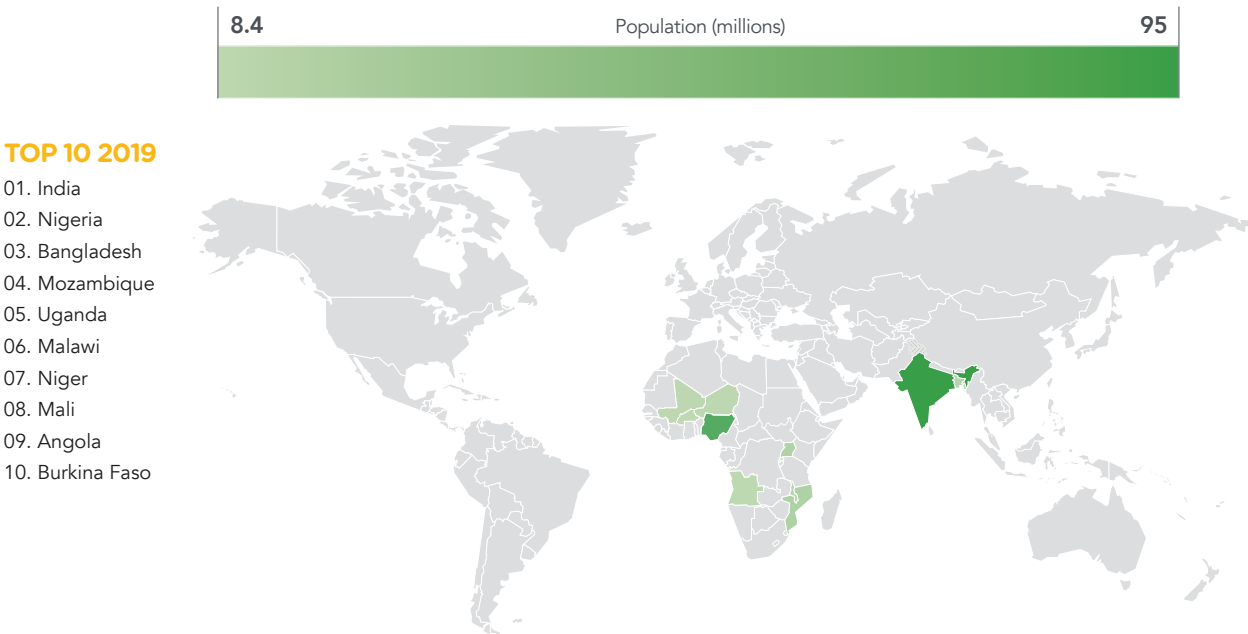 8.4 Population (millions) 95
TOP 10 2019
01. India
02. Nigeria
03. Bangladesh
04. Mozambique
05. Uganda
06. Malawi
07. Niger
08. Mali
09. Angola
10. Burkina Faso